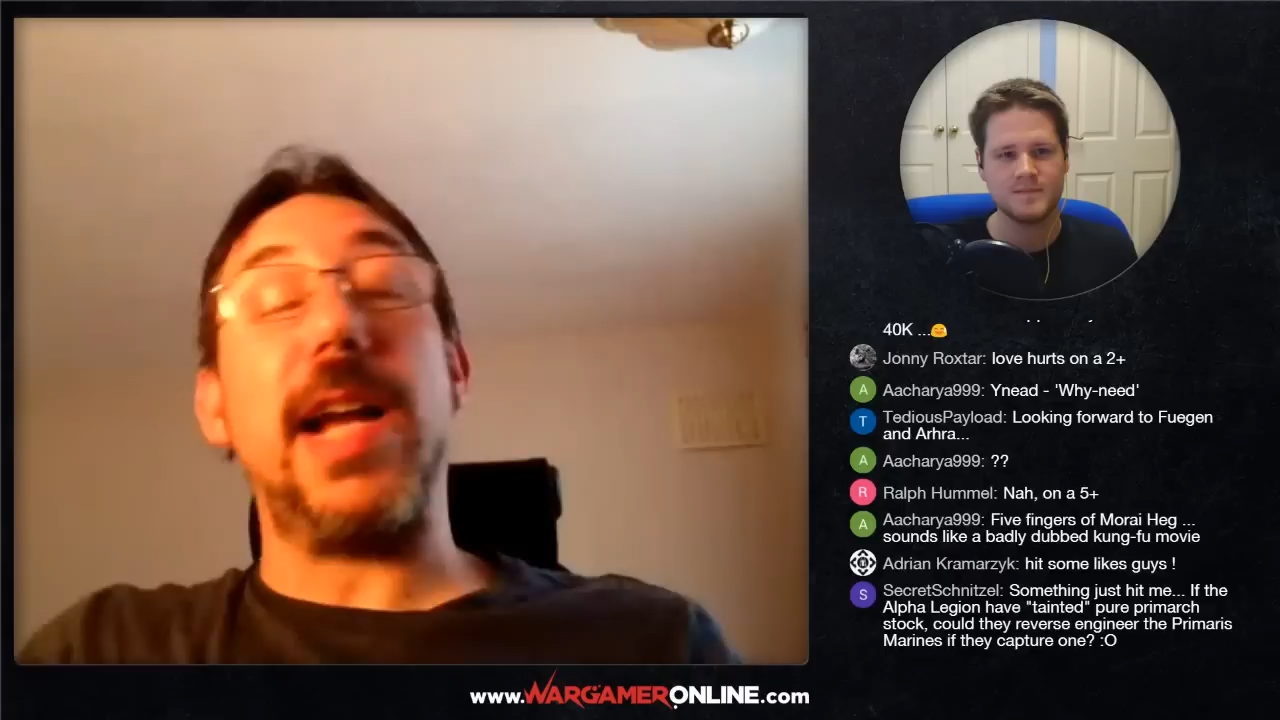 40K ...
Jonny Roxtar: love hurts on a 2+
A
Aacharya999: Ynead - 'Why-need'
T
TediousPayload: Looking forward to Fuegen
and Arhra...
A
Aacharya999: ??
R
Ralph Hummel: Nah, on a 5+
A
Aacharya999: Five fingers of Morai Heg ...
sounds like a badly dubbed kung-fu movie
Adrian Kramarzyk: hit some likes guys !
S
SecretSchnitzel: Something just hit me... If the
Alpha Legion have "tainted" pure primarch
stock, could they reverse engineer the Primaris
Marines if they capture one? :O
www.WARGAMERONLINE.com